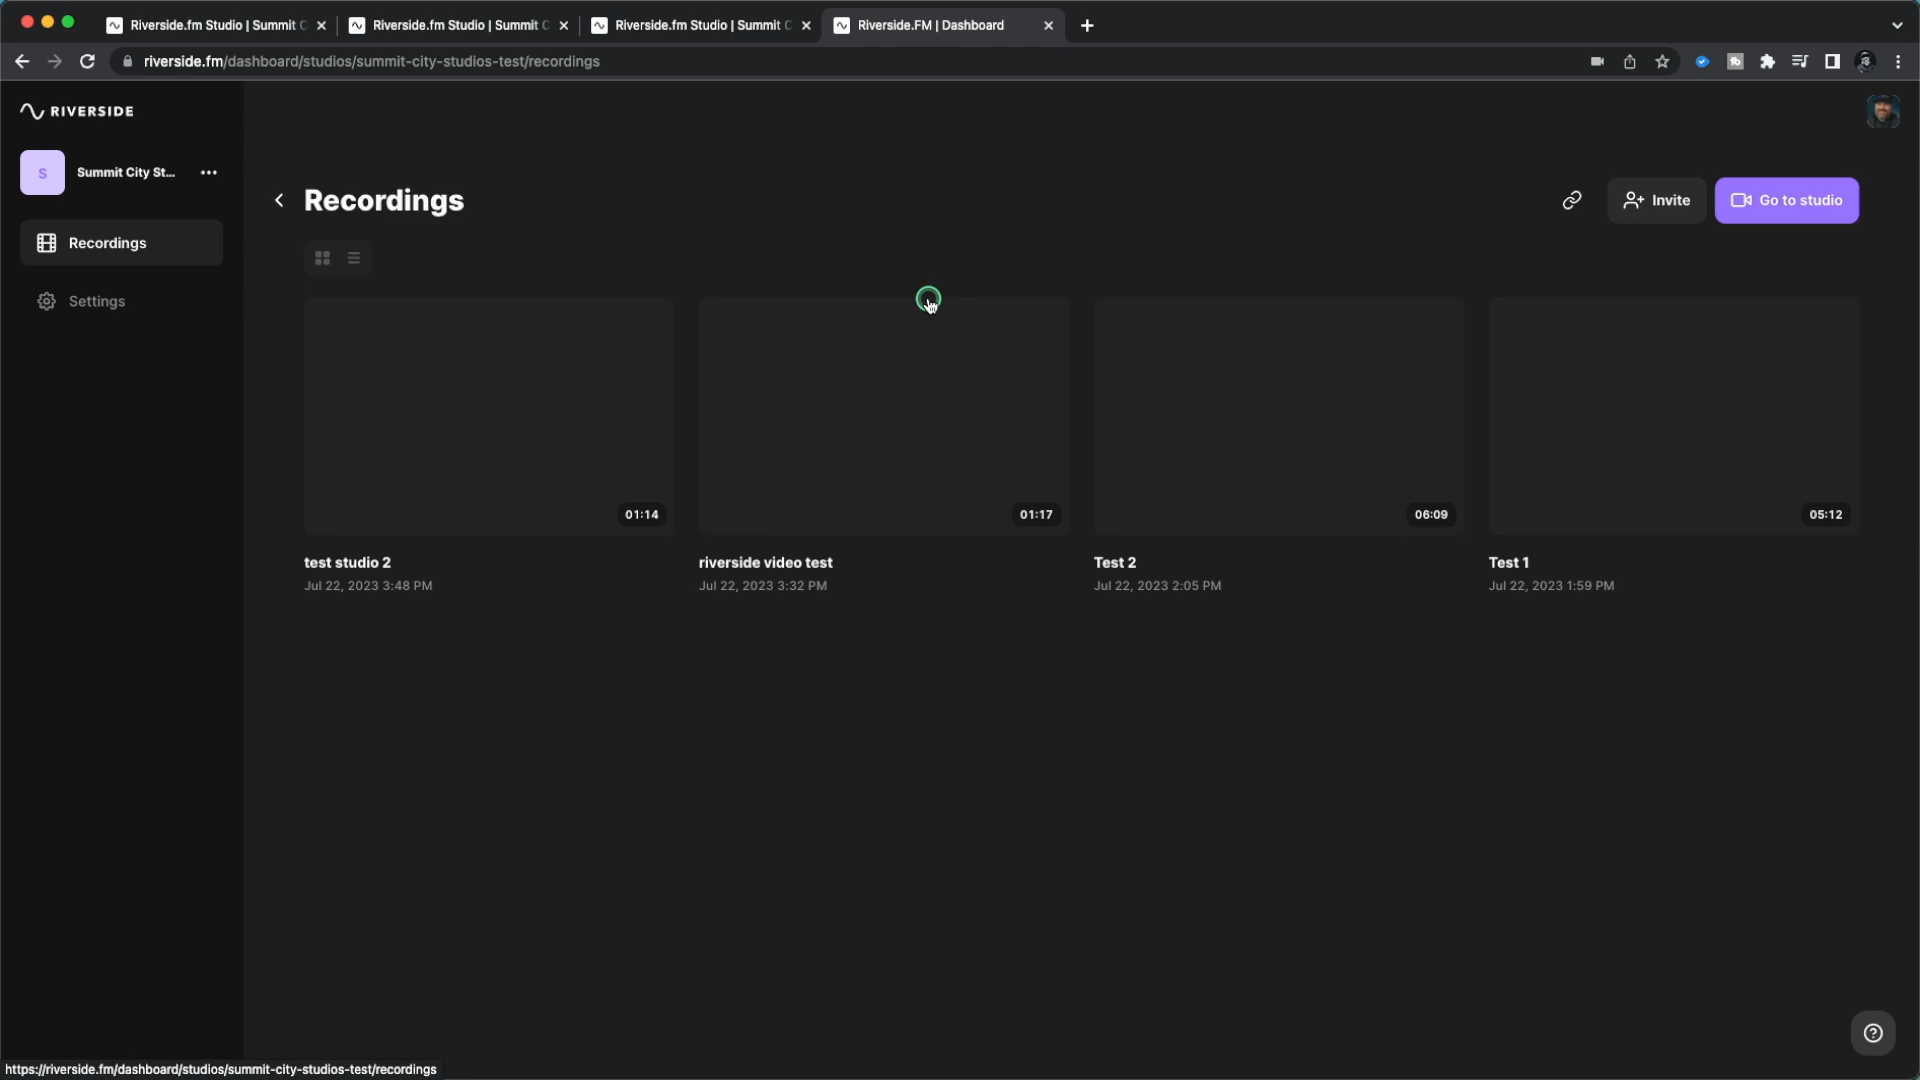 Riverside.fm Studio | Summit C
Riverside.fm Studio | Summit C
Riverside.fm Studio | Summit C
Riverside.FM | Dashboard
riverside.fm/dashboard/studios/summit-city-studios-test/recordings
RIVERSIDE
S
Summit City St...
Recordings
Settings
Recordings
Invite
Go to studio
01:14
test studio 2
Jul 22, 2023 3:48 PM
01:17
riverside video test
Jul 22, 2023 3:32 PM
06:09
Test 2
Jul 22, 2023 2:05 PM
05:12
Test 1
Jul 22, 2023 1:59 PM
https://riverside.fm/dashboard/studios/summit-city-studios-test/recordings